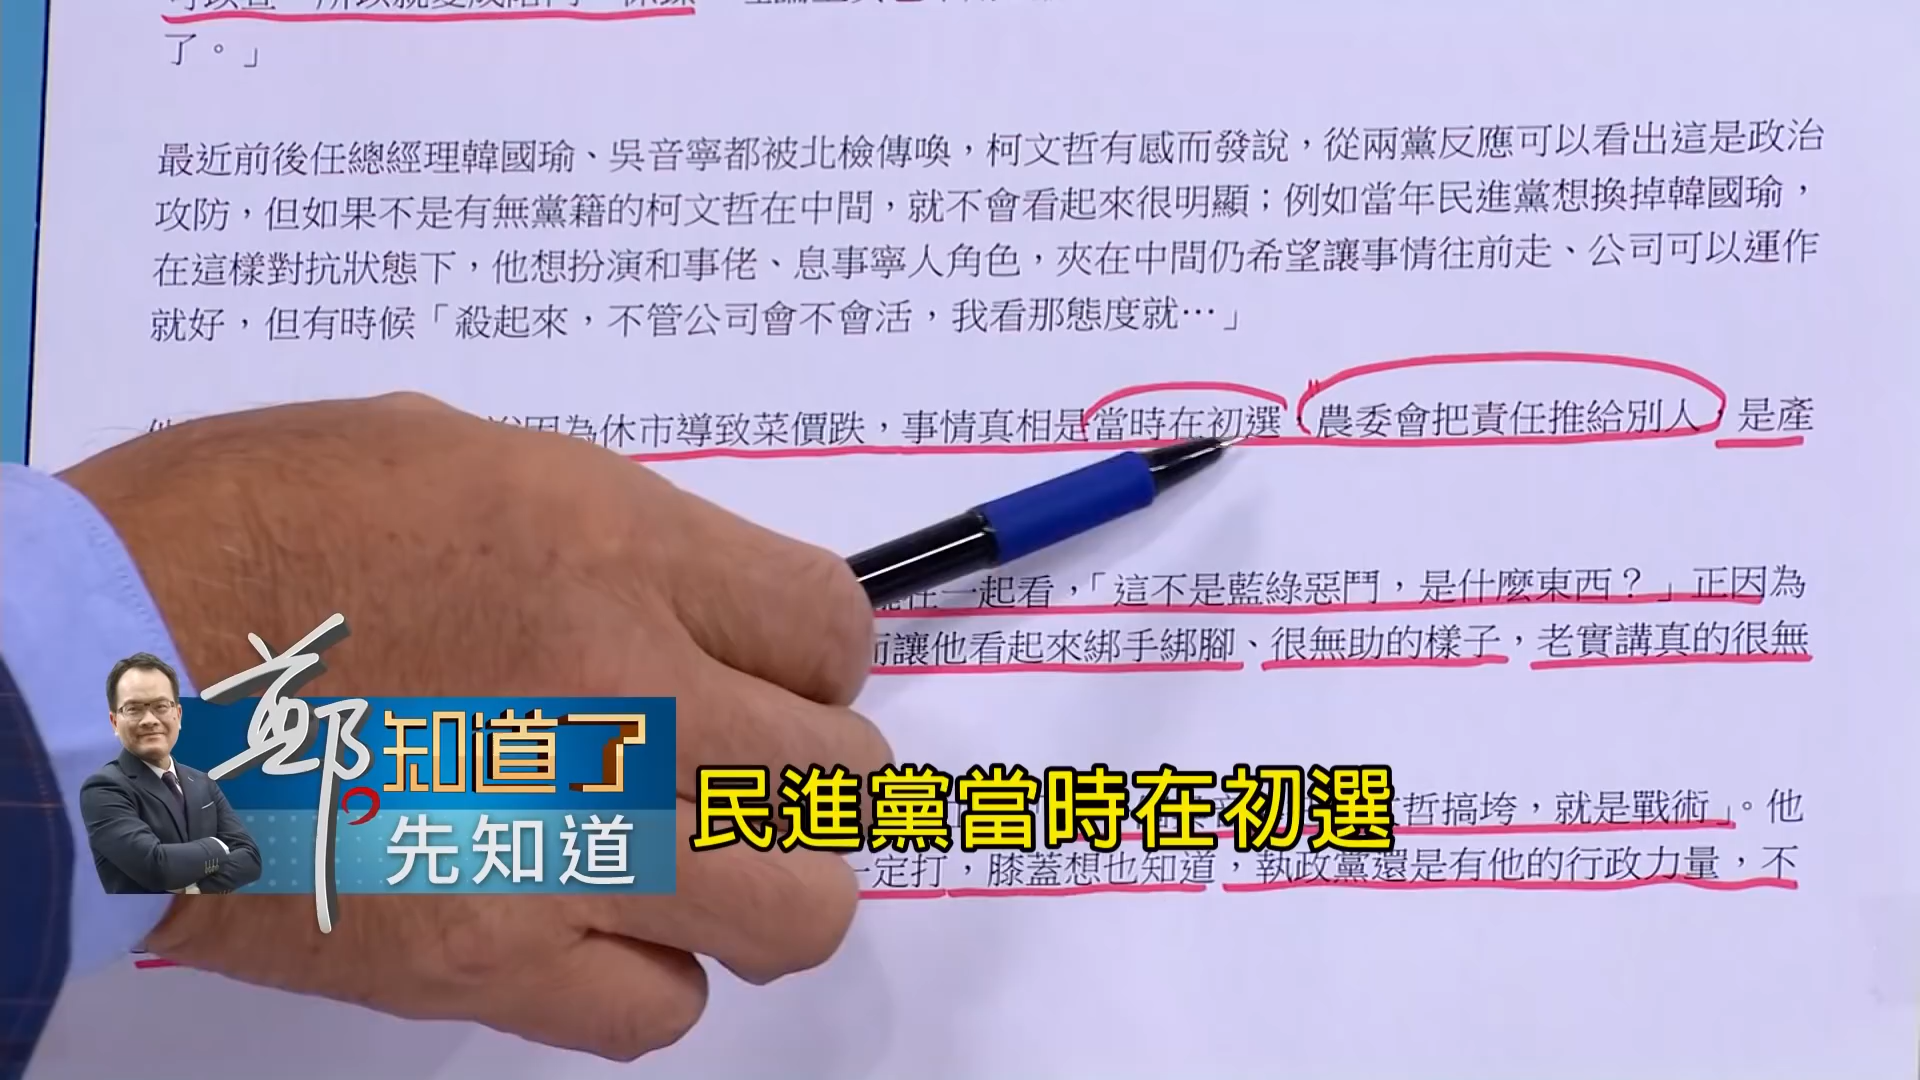 了。」
最近前後任總經理韓國瑜、吳音寧都被北檢傳喚，柯文哲有感而發說，從兩黨反應可以看出這是政治
攻防，但如果不是有無黨籍的柯文哲在中間，就不會看起來很明顯；例如當年民進黨想換掉韓國瑜，
在這樣對抗狀態下，他想扮演和事佬、息事寧人角色，夾在中間仍希望讓事情往前走、公司可以運作
就好，但有時候「殺起來，不管公司會不會活，我看那態度就…」
因為休市導致菜價跌，事情真相是當時在初選，農委會把責任推給別人，是產
一起看，「這不是藍綠惡鬥，是什麼東西？」正因為
而讓他看起來綁手綁腳、很無助的樣子，老實講真的很無
哲搞垮，就是戰術」。他
一定打，膝蓋想也知道，執政黨還是有他的行政力量，不
鄭知道了
先知道
民進黨當時在初選